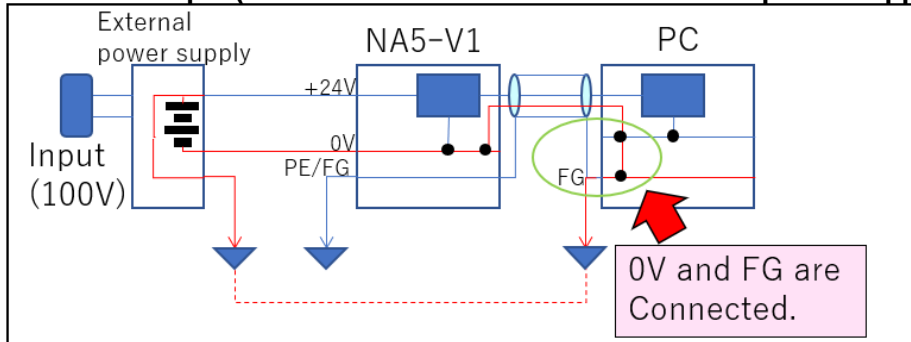 External
power supply
NA5-V1
PC
+24V
0V
PE/FG
Input
(100V)
FG
0V and FG are
Connected.